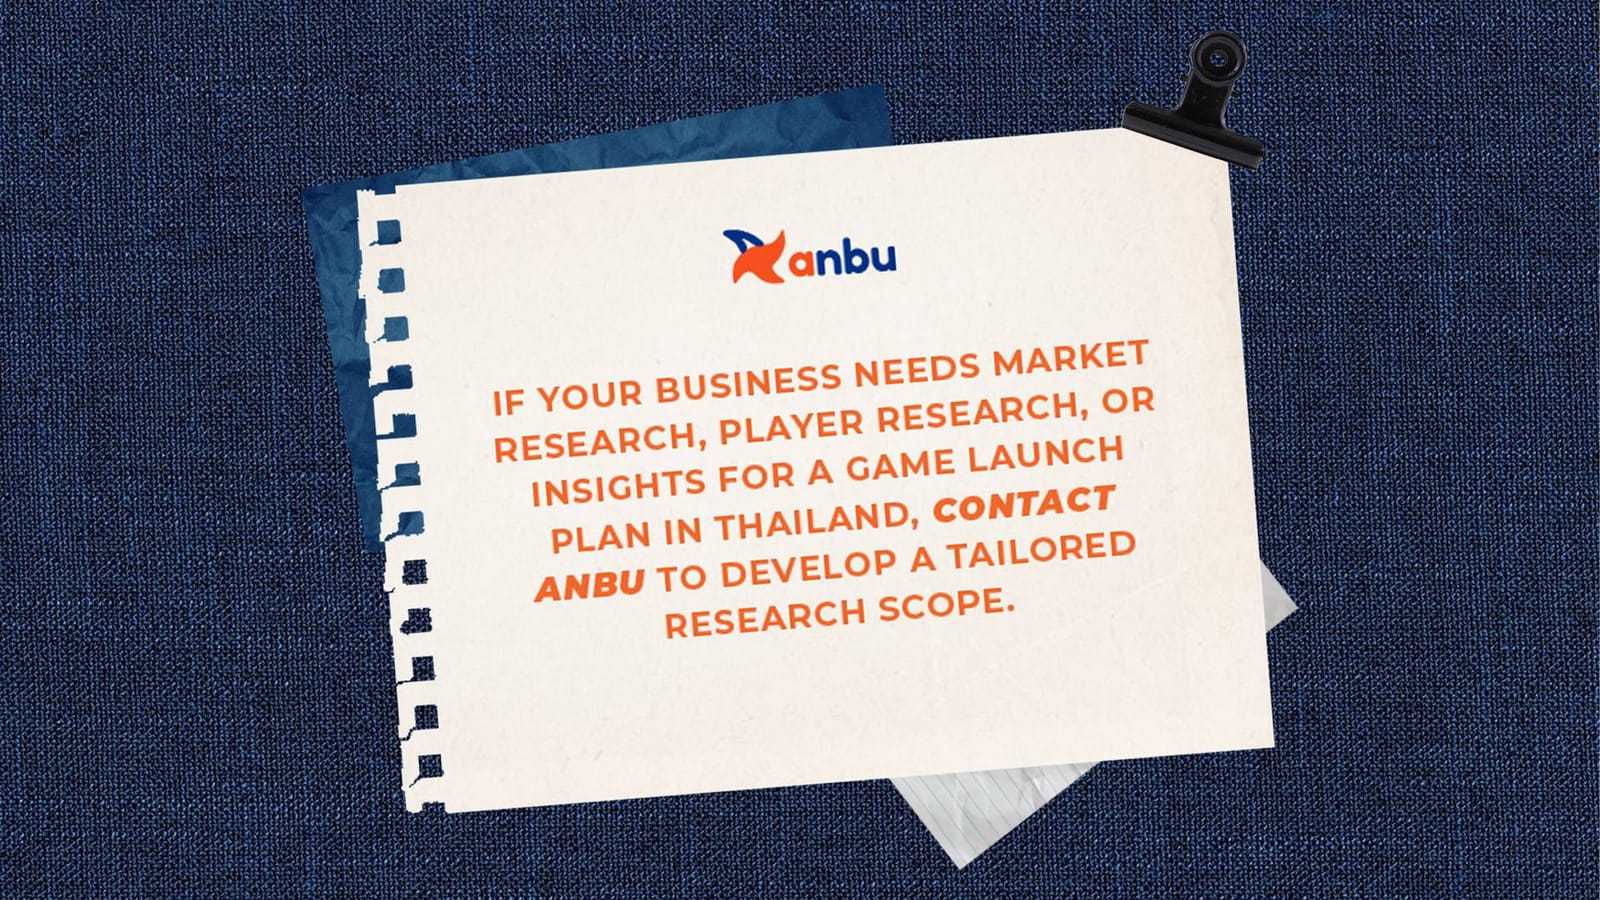 anbu
IF YOUR BUSINESS NEEDS MARKET
RESEARCH, PLAYER RESEARCH, OR
INSIGHTS FOR A GAME LAUNCH
PLAN IN THAILAND, CONTACT
ANBU TO DEVELOP A TAILORED
RESEARCH SCOPE.